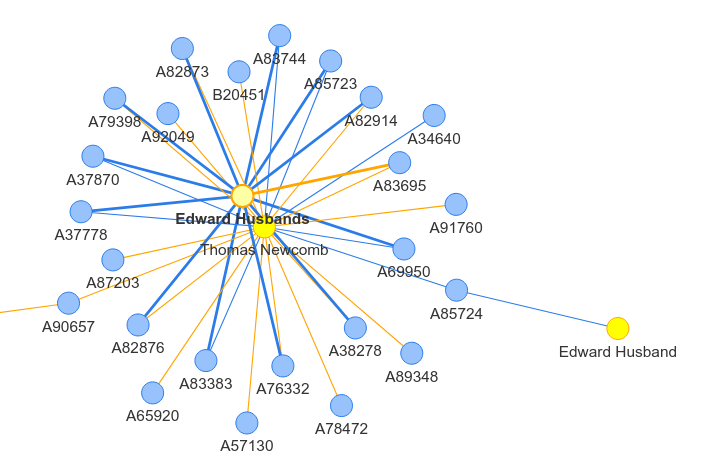 A83744
A82873
A85723
B20451
A79398
A82914
A92049
A34640
A37870
A83695
Edward Husbands
A91760
A37778
Thomas Newcomb
A69950
A87203
A85724
A90657
A82876
A38278
Edward Husband
A83383
A76332
A89348
A65920
A78472
A57130